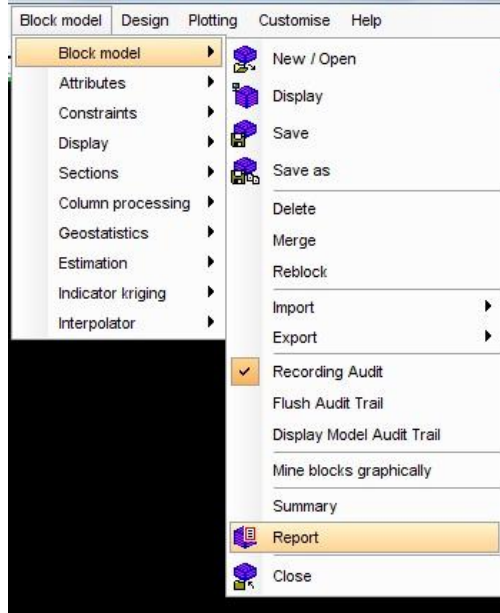 Block model Design Plotting Customise Help
Block model
Attributes
Constraints
Display
Sections
Column processing
Geostatistics
Estimation
Indicator kriging
Interpolator
New / Open
Display
Save
Save as
Delete
Merge
Reblock
Import
Export
Recording Audit
Flush Audit Trail
Display Model Audit Trail
Mine blocks graphically
Summary
Report
Close